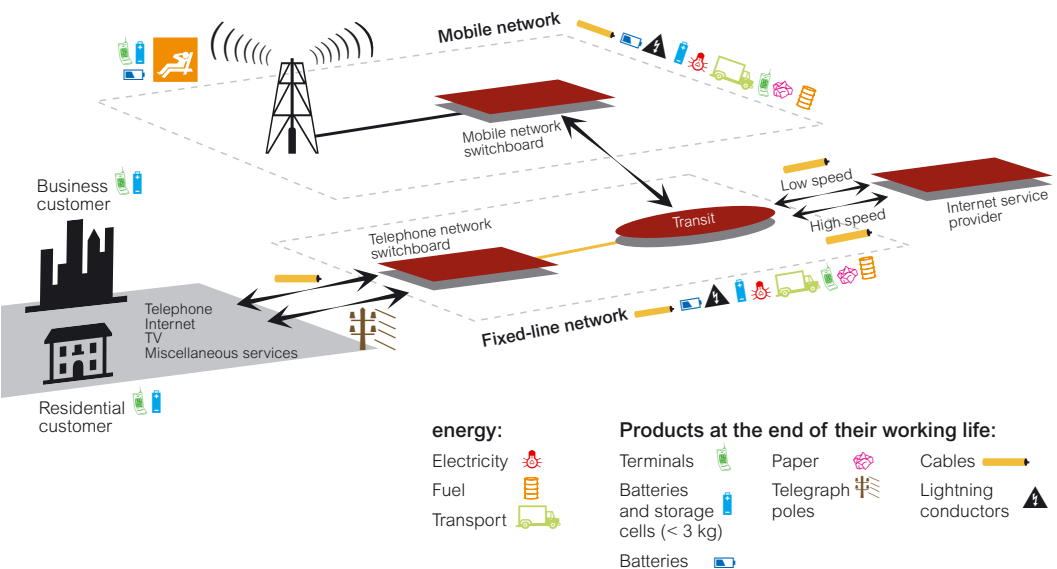 Mobile network
Mobile network
switchboard
Business
customer
Low speed
Internet service
provider
High speed
Transit
Telephone network
switchboard
Telephone
Internet
TV
Miscellaneous services
Fixed-line network
Residential
customer
energy:
Electricity
Fuel
Transport
Products at the end of their working life:
Terminals
Batteries
and storage
cells (< 3 kg)
Batteries
Paper
Telegraph
poles
Cables
Lightning
conductors